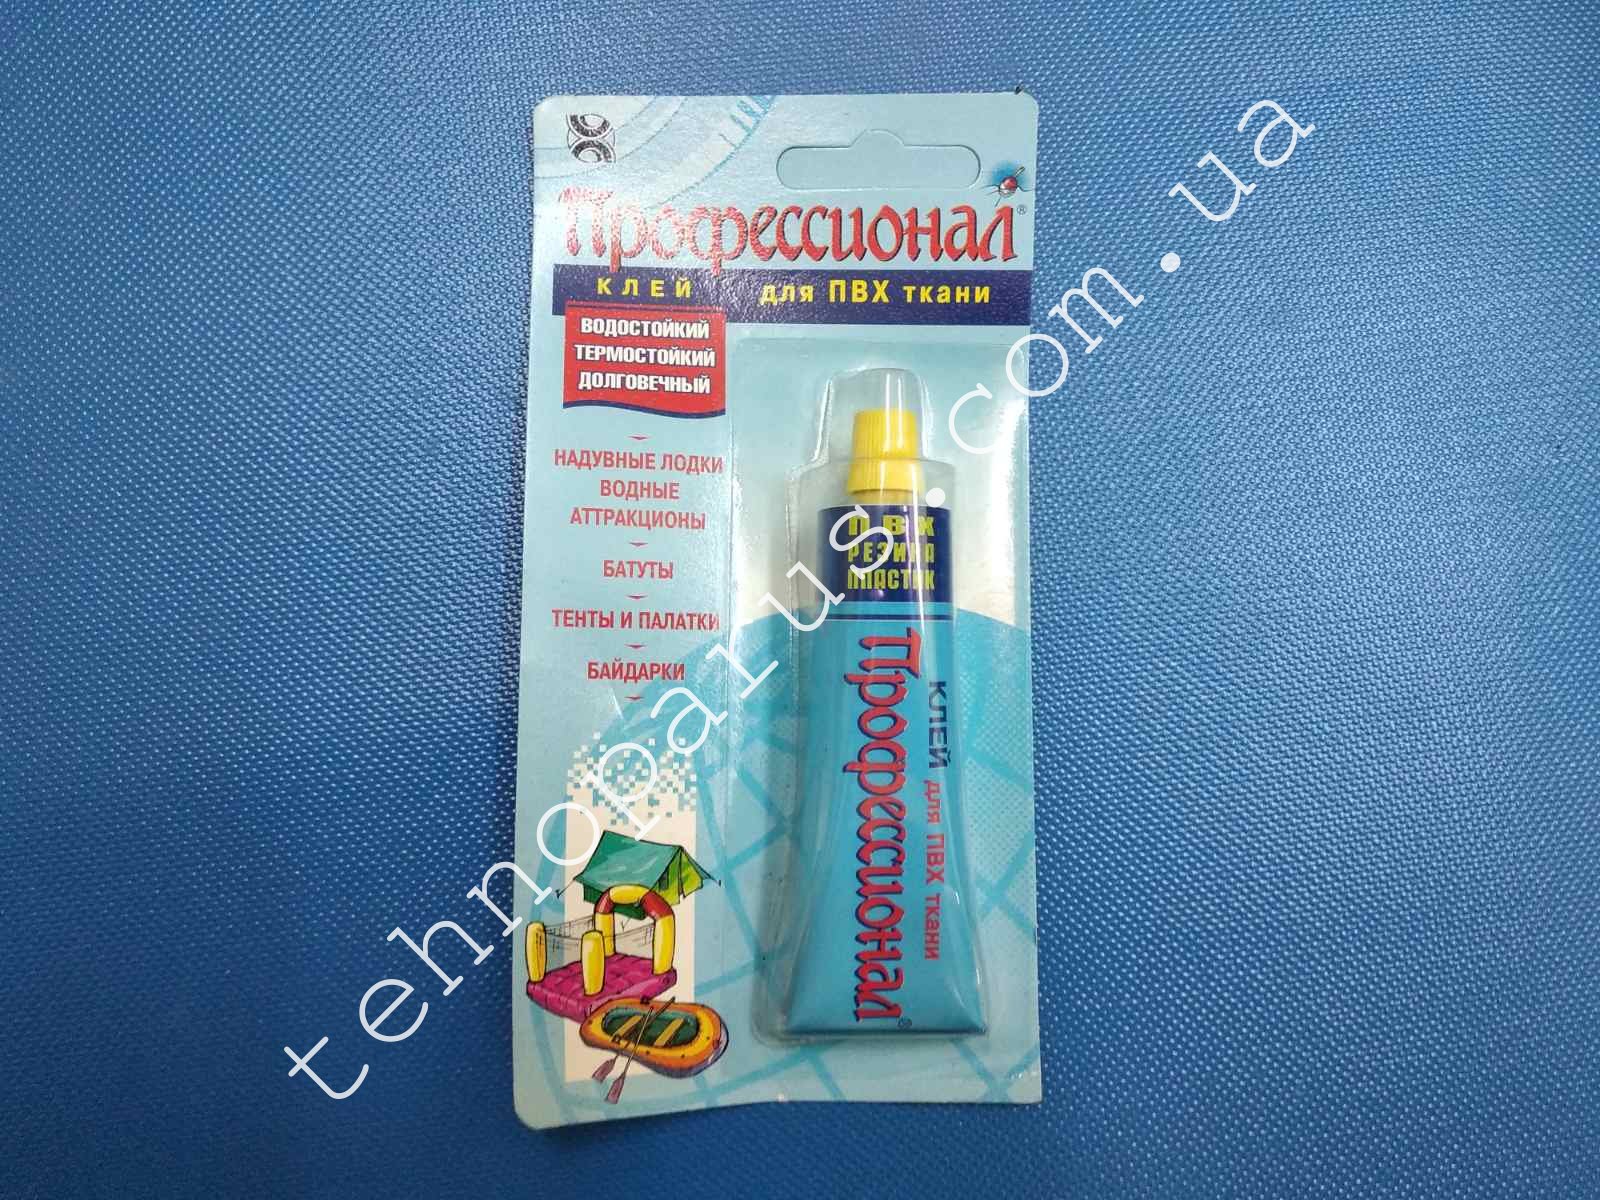 Профессионал®
КЛЕЙ для ПВХ ткани
ВОДОСТОЙКИЙ
ТЕРМОСТОЙКИЙ
ДОЛГОВЕЧНЫЙ
НАДУВНЫЕ ЛОДКИ
ВОДНЫЕ
АТТРАКЦИОНЫ
БАТУТЫ
ТЕНТЫ И ПАЛАТКИ
БАЙДАРКИ
ПВХ
РЕЗИНА
ПЛАСТИК
КЛЕЙ для ПВХ ткани
Профессионал®
tehnoparus.com.ua